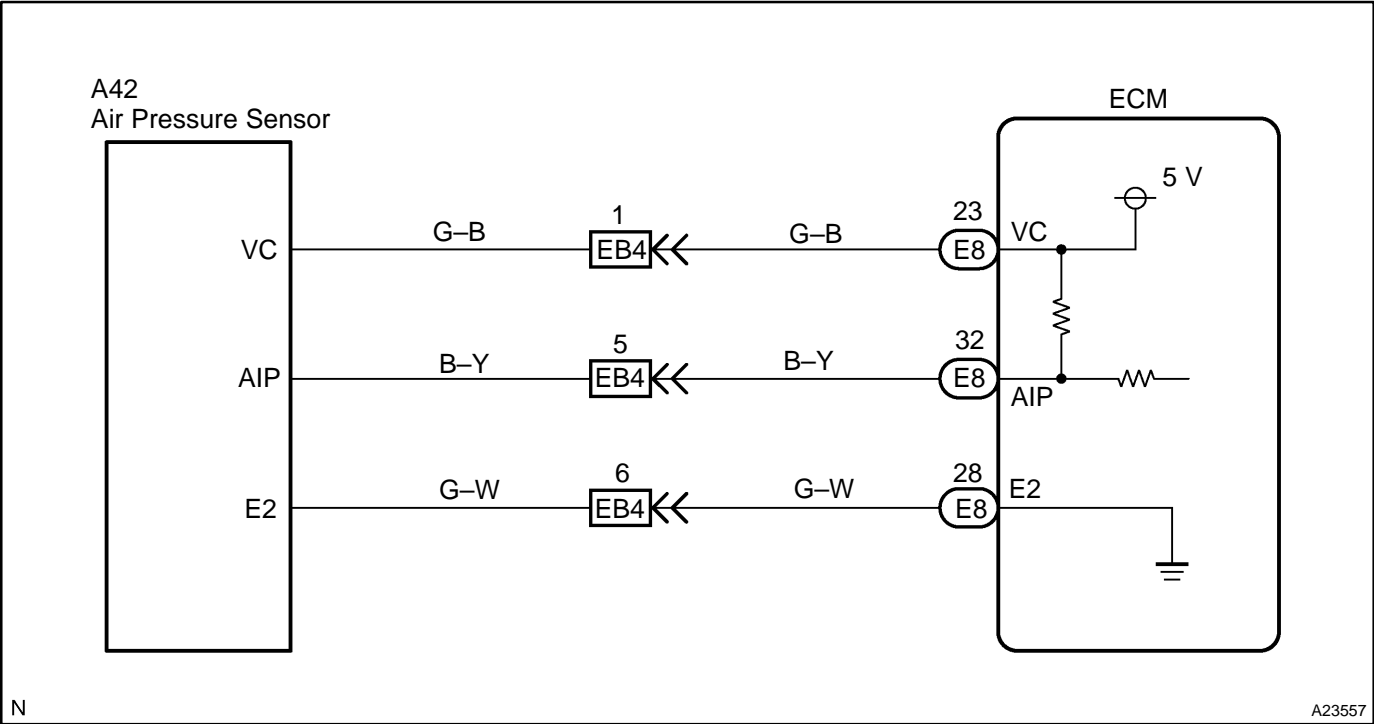 A42
Air Pressure Sensor
ECM
5 V
VC
G–B
1
EB4
G–B
23
E8
VC
AIP
B–Y
5
EB4
B–Y
32
E8
AIP
E2
G–W
6
EB4
G–W
28
E8
E2
N
A23557